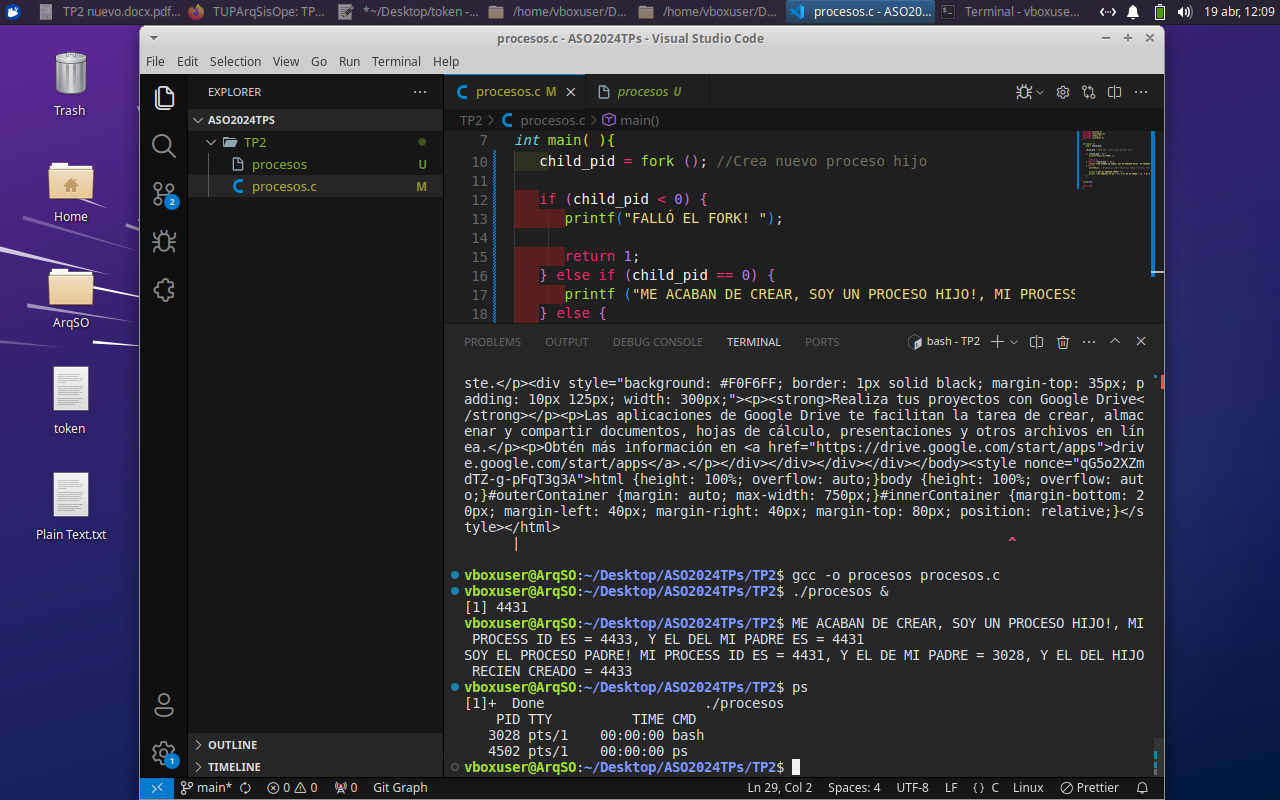 TP2 nuevo.docx.pdf...
TUPArqSisOpe: TP...
*~/Desktop/token -...
/home/vboxuser/D...
/home/vboxuser/D...
procesos.c - ASO20...
Terminal - vboxuse...
19 abr, 12:09
procesos.c - ASO2024TPs - Visual Studio Code
File Edit Selection View Go Run Terminal Help
Trash
Home
ArqSO
token
Plain Text.txt
EXPLORER
ASO2024TPS
TP2
procesos U
procesos.c M
OUTLINE
TIMELINE
2
1
procesos.c M
procesos U
TP2 > procesos.c > main()
7 int main( ){
10 child_pid = fork (); //Crea nuevo proceso hijo
11
12 if (child_pid < 0) {
13 printf("FALLÓ EL FORK! ");
14
15 return 1;
16 } else if (child_pid == 0) {
17 printf ("ME ACABAN DE CREAR, SOY UN PROCESO HIJO!, MI PROCESS
18 } else {
PROBLEMS OUTPUT DEBUG CONSOLE TERMINAL PORTS
bash - TP2
ste.</p><div style="background: #F0F6FF; border: 1px solid black; margin-top: 35px; p
adding: 10px 125px; width: 300px;"><p><strong>Realiza tus proyectos con Google Drive<
/strong></p><p>Las aplicaciones de Google Drive te facilitan la tarea de crear, almac
enar y compartir documentos, hojas de cálculo, presentaciones y otros archivos en lín
ea.</p><p>Obtén más información en <a href="https://drive.google.com/start/apps">driv
e.google.com/start/apps</a>.</p></div></div></div></div></body><style nonce="qG5o2XZm
dTZ-g-pFqT3g3A">html {height: 100%; overflow: auto;}body {height: 100%; overflow: aut
o;}#outerContainer {margin: auto; max-width: 750px;}#innerContainer {margin-bottom: 2
0px; margin-left: 40px; margin-right: 40px; margin-top: 80px; position: relative;}</s
tyle></html>
| ^
vboxuser@ArqSO:~/Desktop/ASO2024TPs/TP2$ gcc -o procesos procesos.c
vboxuser@ArqSO:~/Desktop/ASO2024TPs/TP2$ ./procesos &
[1] 4431
vboxuser@ArqSO:~/Desktop/ASO2024TPs/TP2$ ME ACABAN DE CREAR, SOY UN PROCESO HIJO!, MI
PROCESS ID ES = 4433, Y EL DEL MI PADRE ES = 4431
SOY EL PROCESO PADRE! MI PROCESS ID ES = 4431, Y EL DE MI PADRE = 3028, Y EL DEL HIJO
RECIEN CREADO = 4433
vboxuser@ArqSO:~/Desktop/ASO2024TPs/TP2$ ps
[1]+ Done ./procesos
PID TTY TIME CMD
3028 pts/1 00:00:00 bash
4502 pts/1 00:00:00 ps
vboxuser@ArqSO:~/Desktop/ASO2024TPs/TP2$
main* 0 0 0 Git Graph Ln 29, Col 2 Spaces: 4 UTF-8 LF {} C Linux Prettier